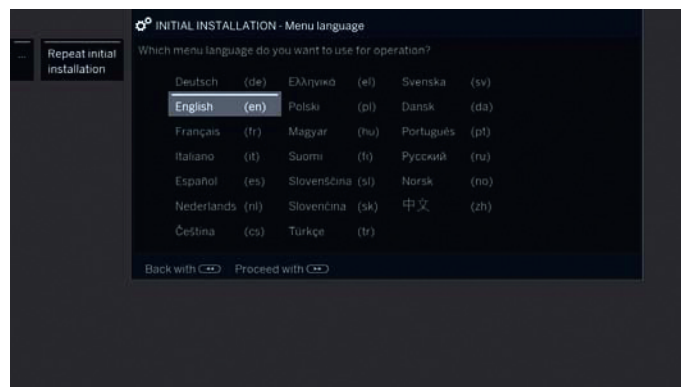 INITIAL INSTALLATION - Menu language
...
Repeat initial
installation
Which menu language do you want to use for operation?
Deutsch (de) Ελληνικά (el) Svenska (sv)
English (en) Polski (pl) Dansk (da)
Français (fr) Magyar (hu) Português (pt)
Italiano (it) Suomi (fi) Русский (ru)
Español (es) Slovenščina (sl) Norsk (no)
Nederlands (nl) Slovenčina (sk) 中文 (zh)
Čeština (cs) Türkçe (tr)
Back with Proceed with